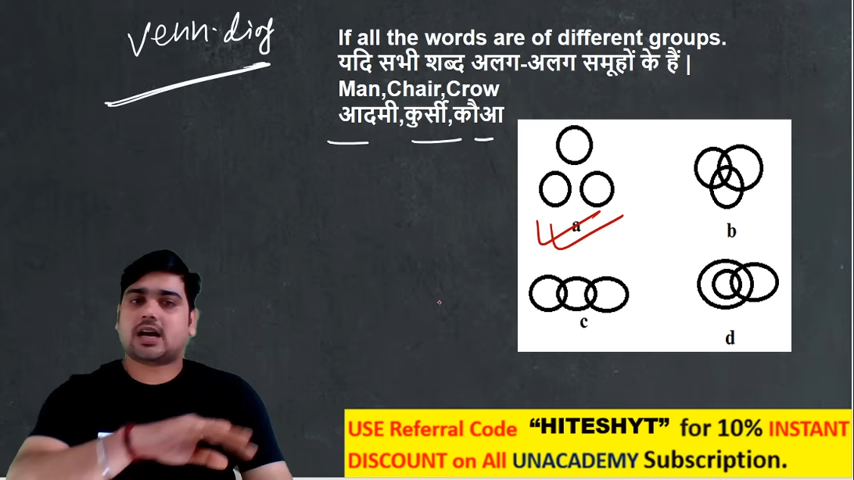 Venn. diag
If all the words are of different groups.
यदि सभी शब्द अलग-अलग समूहों के हैं |
Man,Chair,Crow
आदमी,कुर्सी,कौआ
a
b
c
d
USE Referral Code “HITESHYT” for 10% INSTANT
DISCOUNT on All UNACADEMY Subscription.